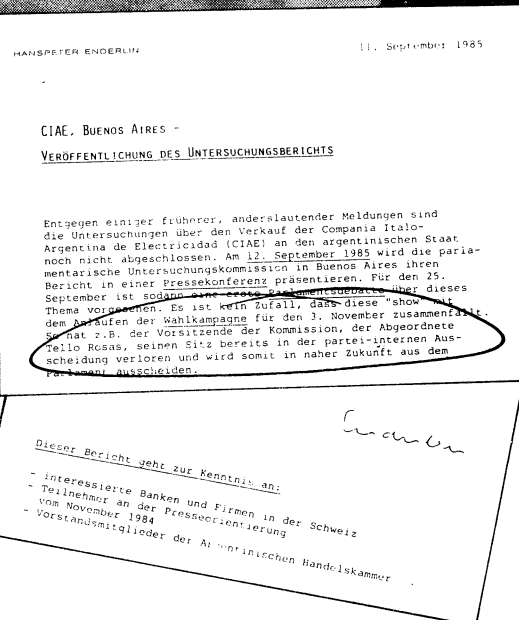 HANSPETER ENDERLIN
11. September 1985
CIAE, BUENOS AIRES -
VERÖFFENTLICHUNG DES UNTERSUCHUNGSBERICHTS
Entgegen einiger früherer, anderslautender Meldungen sind
die Untersuchungen über den Verkauf der Compania Italo-
Argentina de Electricidad (CIAE) an den argentinischen Staat
noch nicht abgeschlossen. Am 12. September 1985 wird die parla-
mentarische Untersuchungskommission in Buenos Aires ihren
Bericht in einer Pressekonferenz präsentieren. Für den 25.
September ist sodann eine erste Parlamentsdebatte über dieses
Thema vorgesehen. Es ist kein Zufall, dass diese "show" mit
dem Anlaufen der Wahlkampagne für den 3. November zusammenfällt.
So hat z.B. der Vorsitzende der Kommission, der Abgeordnete
Tello Rosas, seinen Sitz bereits in der partei-internen Aus-
scheidung verloren und wird somit in naher Zukunft aus dem
Parlament ausscheiden.
Dieser Bericht geht zur Kenntnis an:
- interessierte Banken und Firmen in der Schweiz
- Teilnehmer an der Presseorientierung
vom November 1984
- Vorstandsmitglieder der Argentinischen Handelskammer